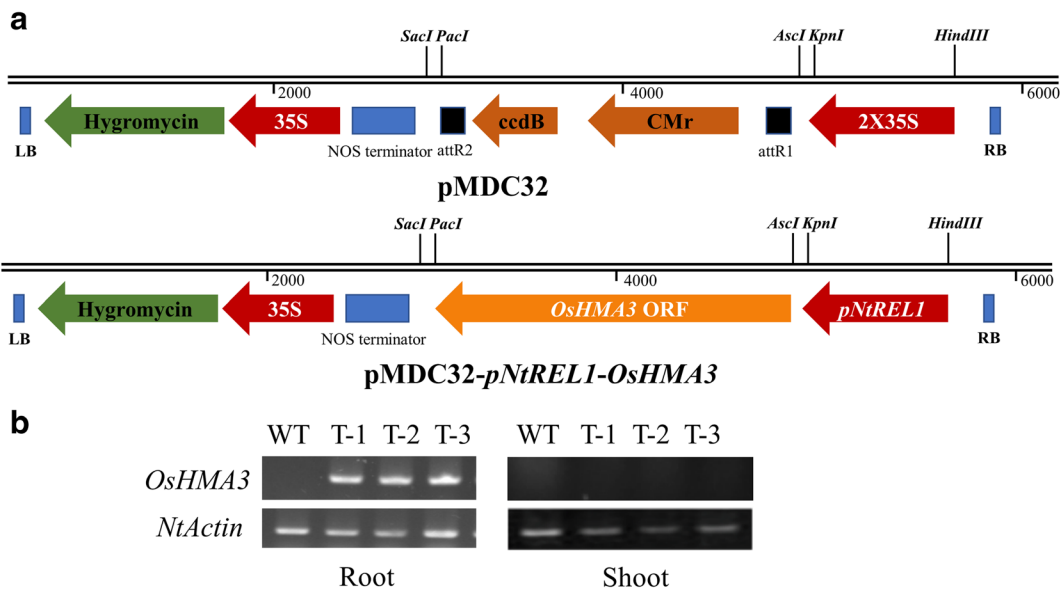 a
SacI PacI
AscI KpnI
HindIII
2000
4000
6000
Hygromycin
35S
ccdB
CMr
2X35S
LB
NOS terminator
attR2
attR1
RB
pMDC32
SacI PacI
AscI KpnI
HindIII
2000
4000
6000
Hygromycin
35S
OsHMA3 ORF
pNtREL1
LB
NOS terminator
RB
pMDC32-pNtREL1-OsHMA3
b
WT T-1 T-2 T-3
WT T-1 T-2 T-3
OsHMA3
NtActin
Root
Shoot